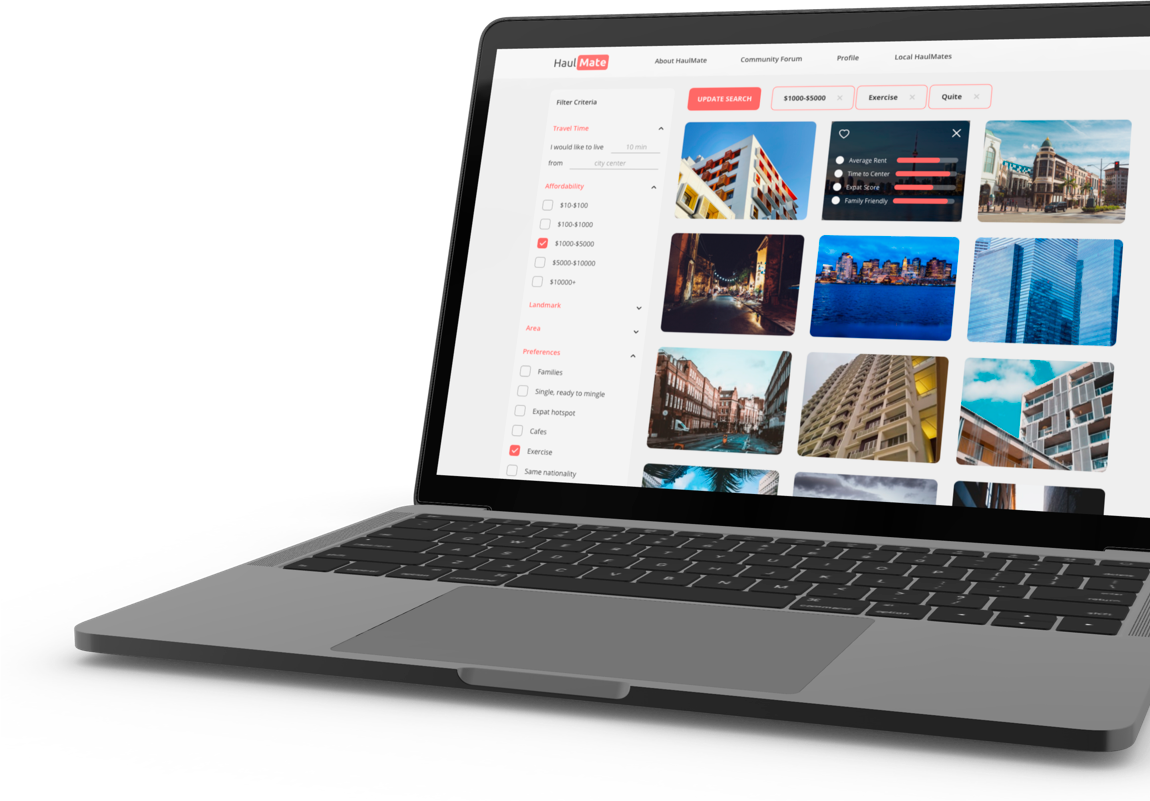 HaulMate
About HaulMate
Community Forum
Profile
Local HaulMates
Filter Criteria
Travel Time
I would like to live 10 min
from city center
Affordability
$10-$100
$100-$1000
$1000-$5000
$5000-$10000
$10000+
Landmark
Area
Preferences
Families
Single, ready to mingle
Expat hotspot
Cafes
Exercise
Same nationality
UPDATE SEARCH
$1000-$5000
Exercise
Quite
Average Rent
Time to Center
Expat Score
Family Friendly